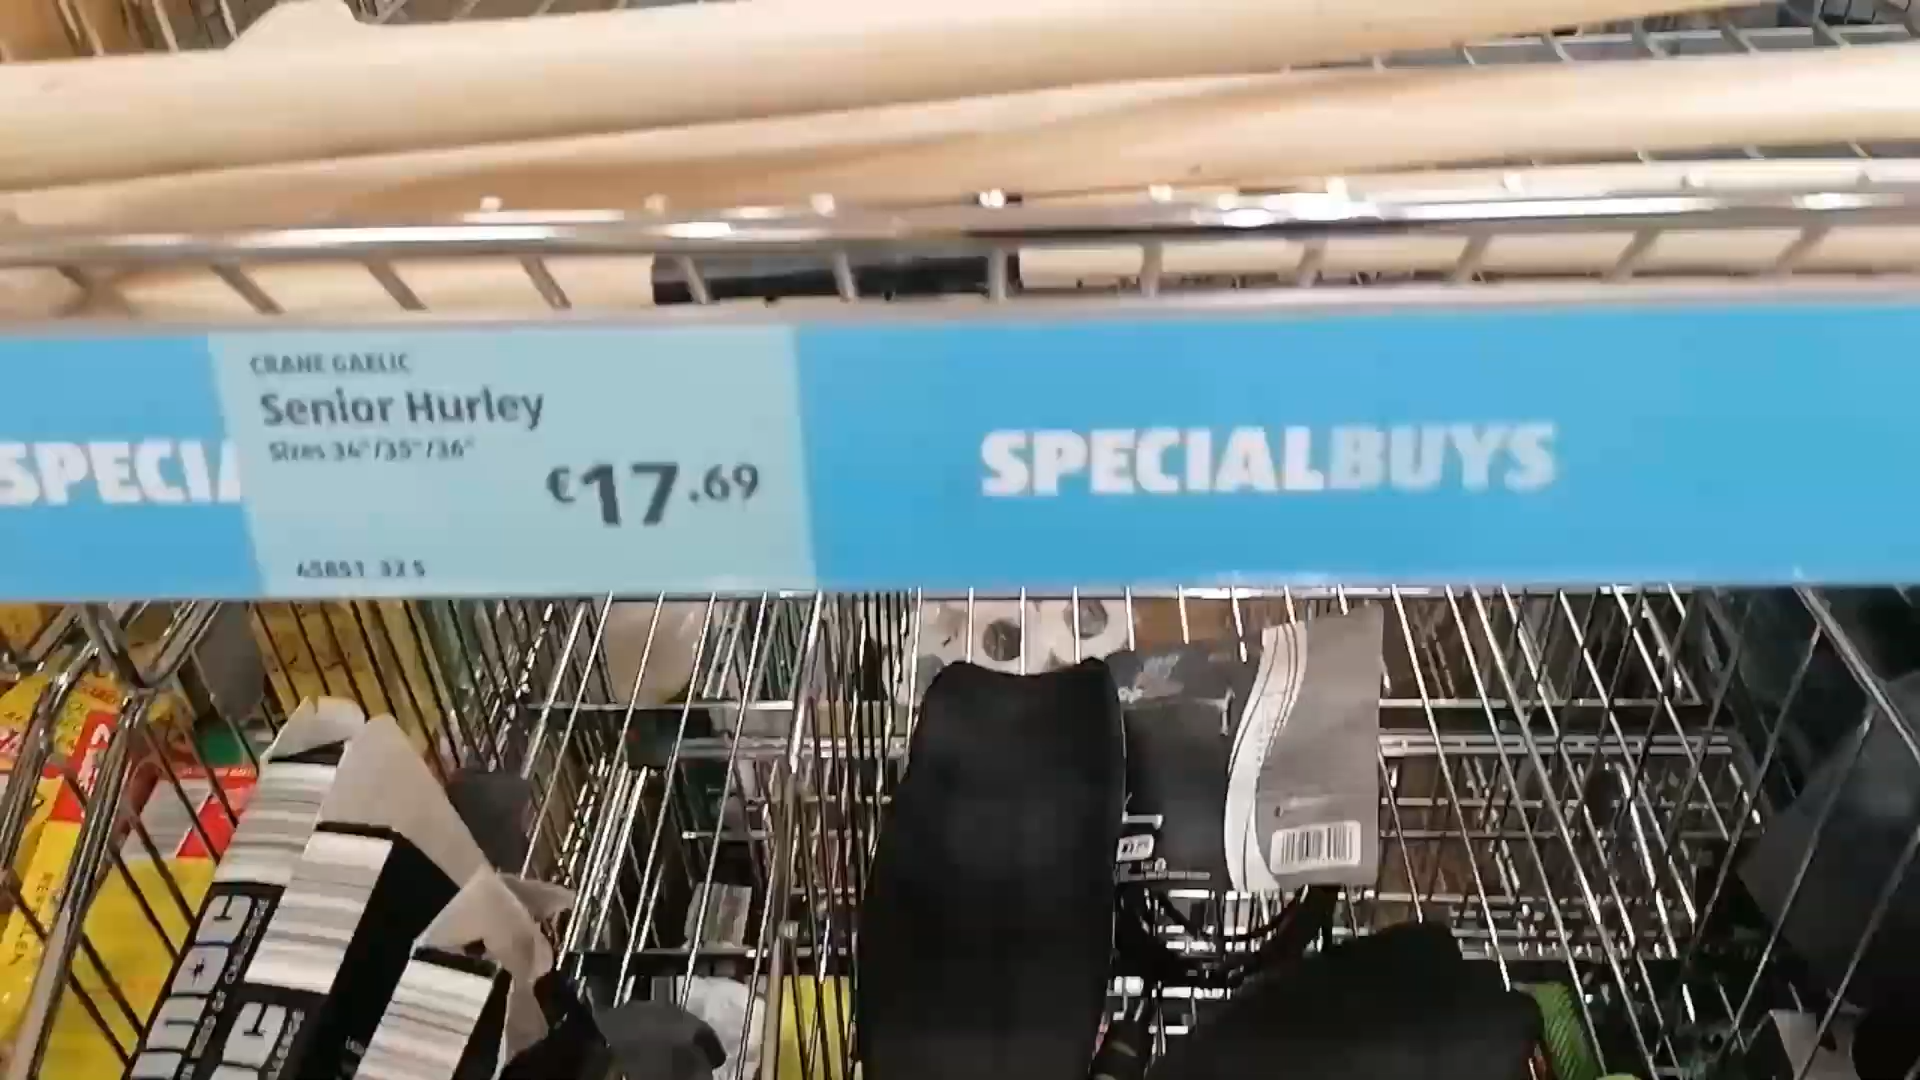 CRANE GAELIC
Senior Hurley
Sizes 34"/35"/36"
€17.69
SPECIALBUYS
SPECIA